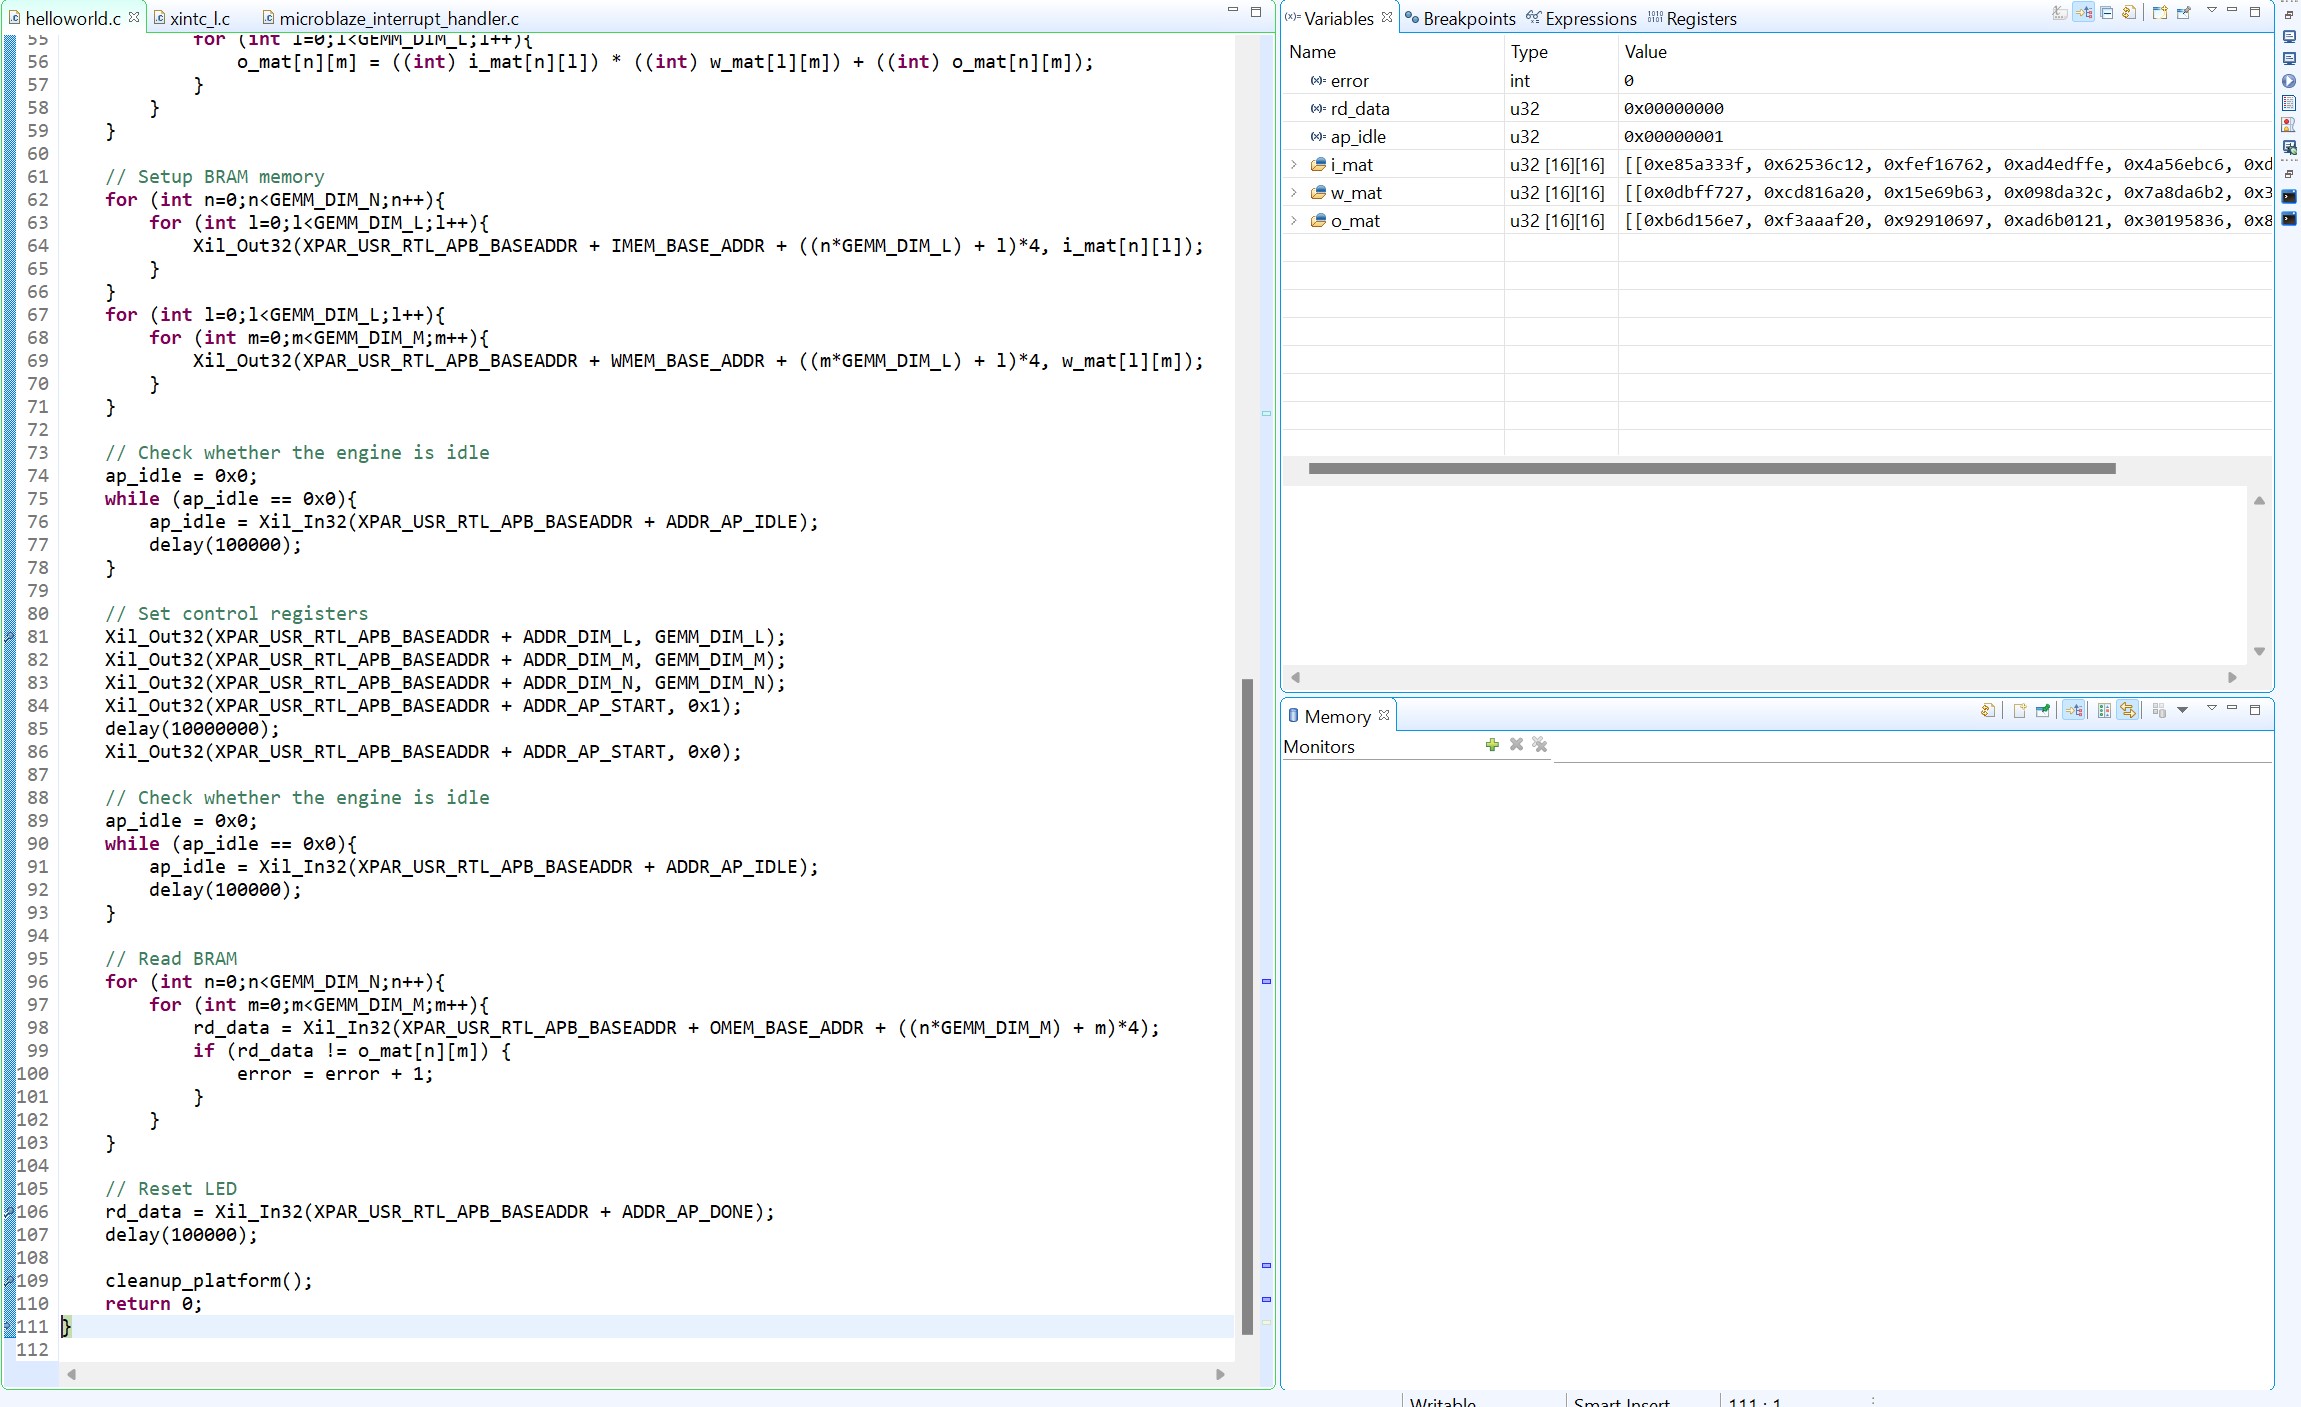 helloworld.c
xintc_l.c
microblaze_interrupt_handler.c
55 for (int l=0;l<GEMM_DIM_L;l++){
56 o_mat[n][m] = ((int) i_mat[n][l]) * ((int) w_mat[l][m]) + ((int) o_mat[n][m]);
57 }
58 }
59 }
60
61 // Setup BRAM memory
62 for (int n=0;n<GEMM_DIM_N;n++){
63 for (int l=0;l<GEMM_DIM_L;l++){
64 Xil_Out32(XPAR_USR_RTL_APB_BASEADDR + IMEM_BASE_ADDR + ((n*GEMM_DIM_L) + l)*4, i_mat[n][l]);
65 }
66 }
67 for (int l=0;l<GEMM_DIM_L;l++){
68 for (int m=0;m<GEMM_DIM_M;m++){
69 Xil_Out32(XPAR_USR_RTL_APB_BASEADDR + WMEM_BASE_ADDR + ((m*GEMM_DIM_L) + l)*4, w_mat[l][m]);
70 }
71 }
72
73 // Check whether the engine is idle
74 ap_idle = 0x0;
75 while (ap_idle == 0x0){
76 ap_idle = Xil_In32(XPAR_USR_RTL_APB_BASEADDR + ADDR_AP_IDLE);
77 delay(100000);
78 }
79
80 // Set control registers
81 Xil_Out32(XPAR_USR_RTL_APB_BASEADDR + ADDR_DIM_L, GEMM_DIM_L);
82 Xil_Out32(XPAR_USR_RTL_APB_BASEADDR + ADDR_DIM_M, GEMM_DIM_M);
83 Xil_Out32(XPAR_USR_RTL_APB_BASEADDR + ADDR_DIM_N, GEMM_DIM_N);
84 Xil_Out32(XPAR_USR_RTL_APB_BASEADDR + ADDR_AP_START, 0x1);
85 delay(10000000);
86 Xil_Out32(XPAR_USR_RTL_APB_BASEADDR + ADDR_AP_START, 0x0);
87
88 // Check whether the engine is idle
89 ap_idle = 0x0;
90 while (ap_idle == 0x0){
91 ap_idle = Xil_In32(XPAR_USR_RTL_APB_BASEADDR + ADDR_AP_IDLE);
92 delay(100000);
93 }
94
95 // Read BRAM
96 for (int n=0;n<GEMM_DIM_N;n++){
97 for (int m=0;m<GEMM_DIM_M;m++){
98 rd_data = Xil_In32(XPAR_USR_RTL_APB_BASEADDR + OMEM_BASE_ADDR + ((n*GEMM_DIM_M) + m)*4);
99 if (rd_data != o_mat[n][m]) {
100 error = error + 1;
101 }
102 }
103 }
104
105 // Reset LED
106 rd_data = Xil_In32(XPAR_USR_RTL_APB_BASEADDR + ADDR_AP_DONE);
107 delay(100000);
108
109 cleanup_platform();
110 return 0;
111 }
112
Variables Breakpoints Expressions Registers
Name Type Value
error int 0
rd_data u32 0x00000000
ap_idle u32 0x00000001
i_mat u32 [16][16] [[0xe85a333f, 0x62536c12, 0xfef16762, 0xad4edffe, 0x4a56ebc6, 0xd
w_mat u32 [16][16] [[0x0dbff727, 0xcd816a20, 0x15e69b63, 0x098da32c, 0x7a8da6b2, 0x3
o_mat u32 [16][16] [[0xb6d156e7, 0xf3aaaf20, 0x92910697, 0xad6b0121, 0x30195836, 0x8
Memory
Monitors
Writable Smart Insert 111 : 1